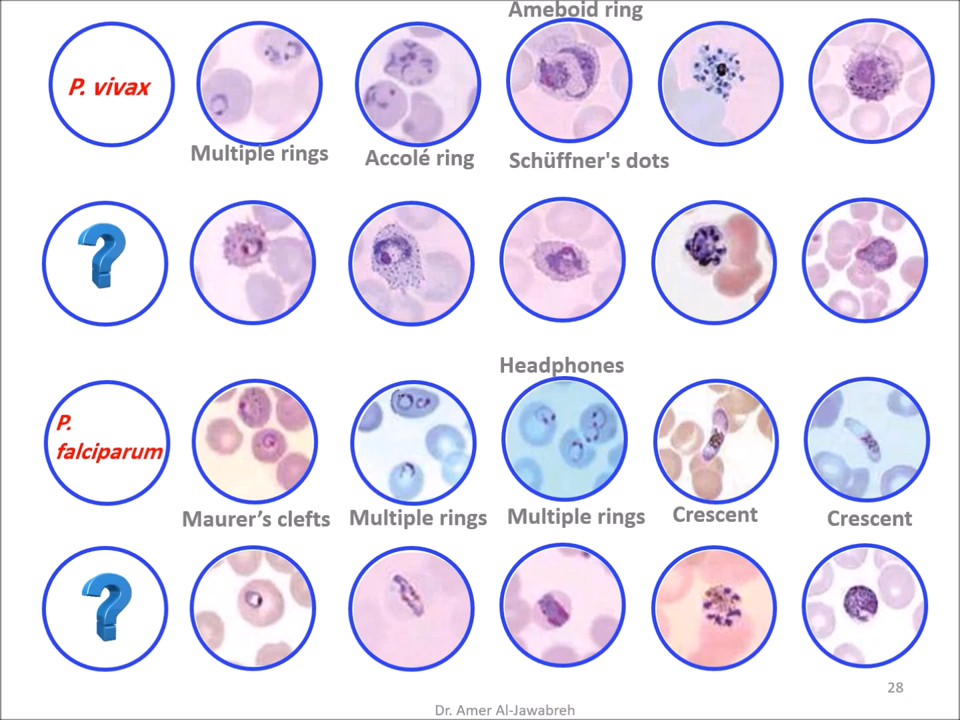 Ameboid ring
P. vivax
Multiple rings
Accolé ring
Schüffner's dots
?
Headphones
P.
falciparum
Maurer’s clefts
Multiple rings
Multiple rings
Crescent
Crescent
?
28
Dr. Amer Al-Jawabreh